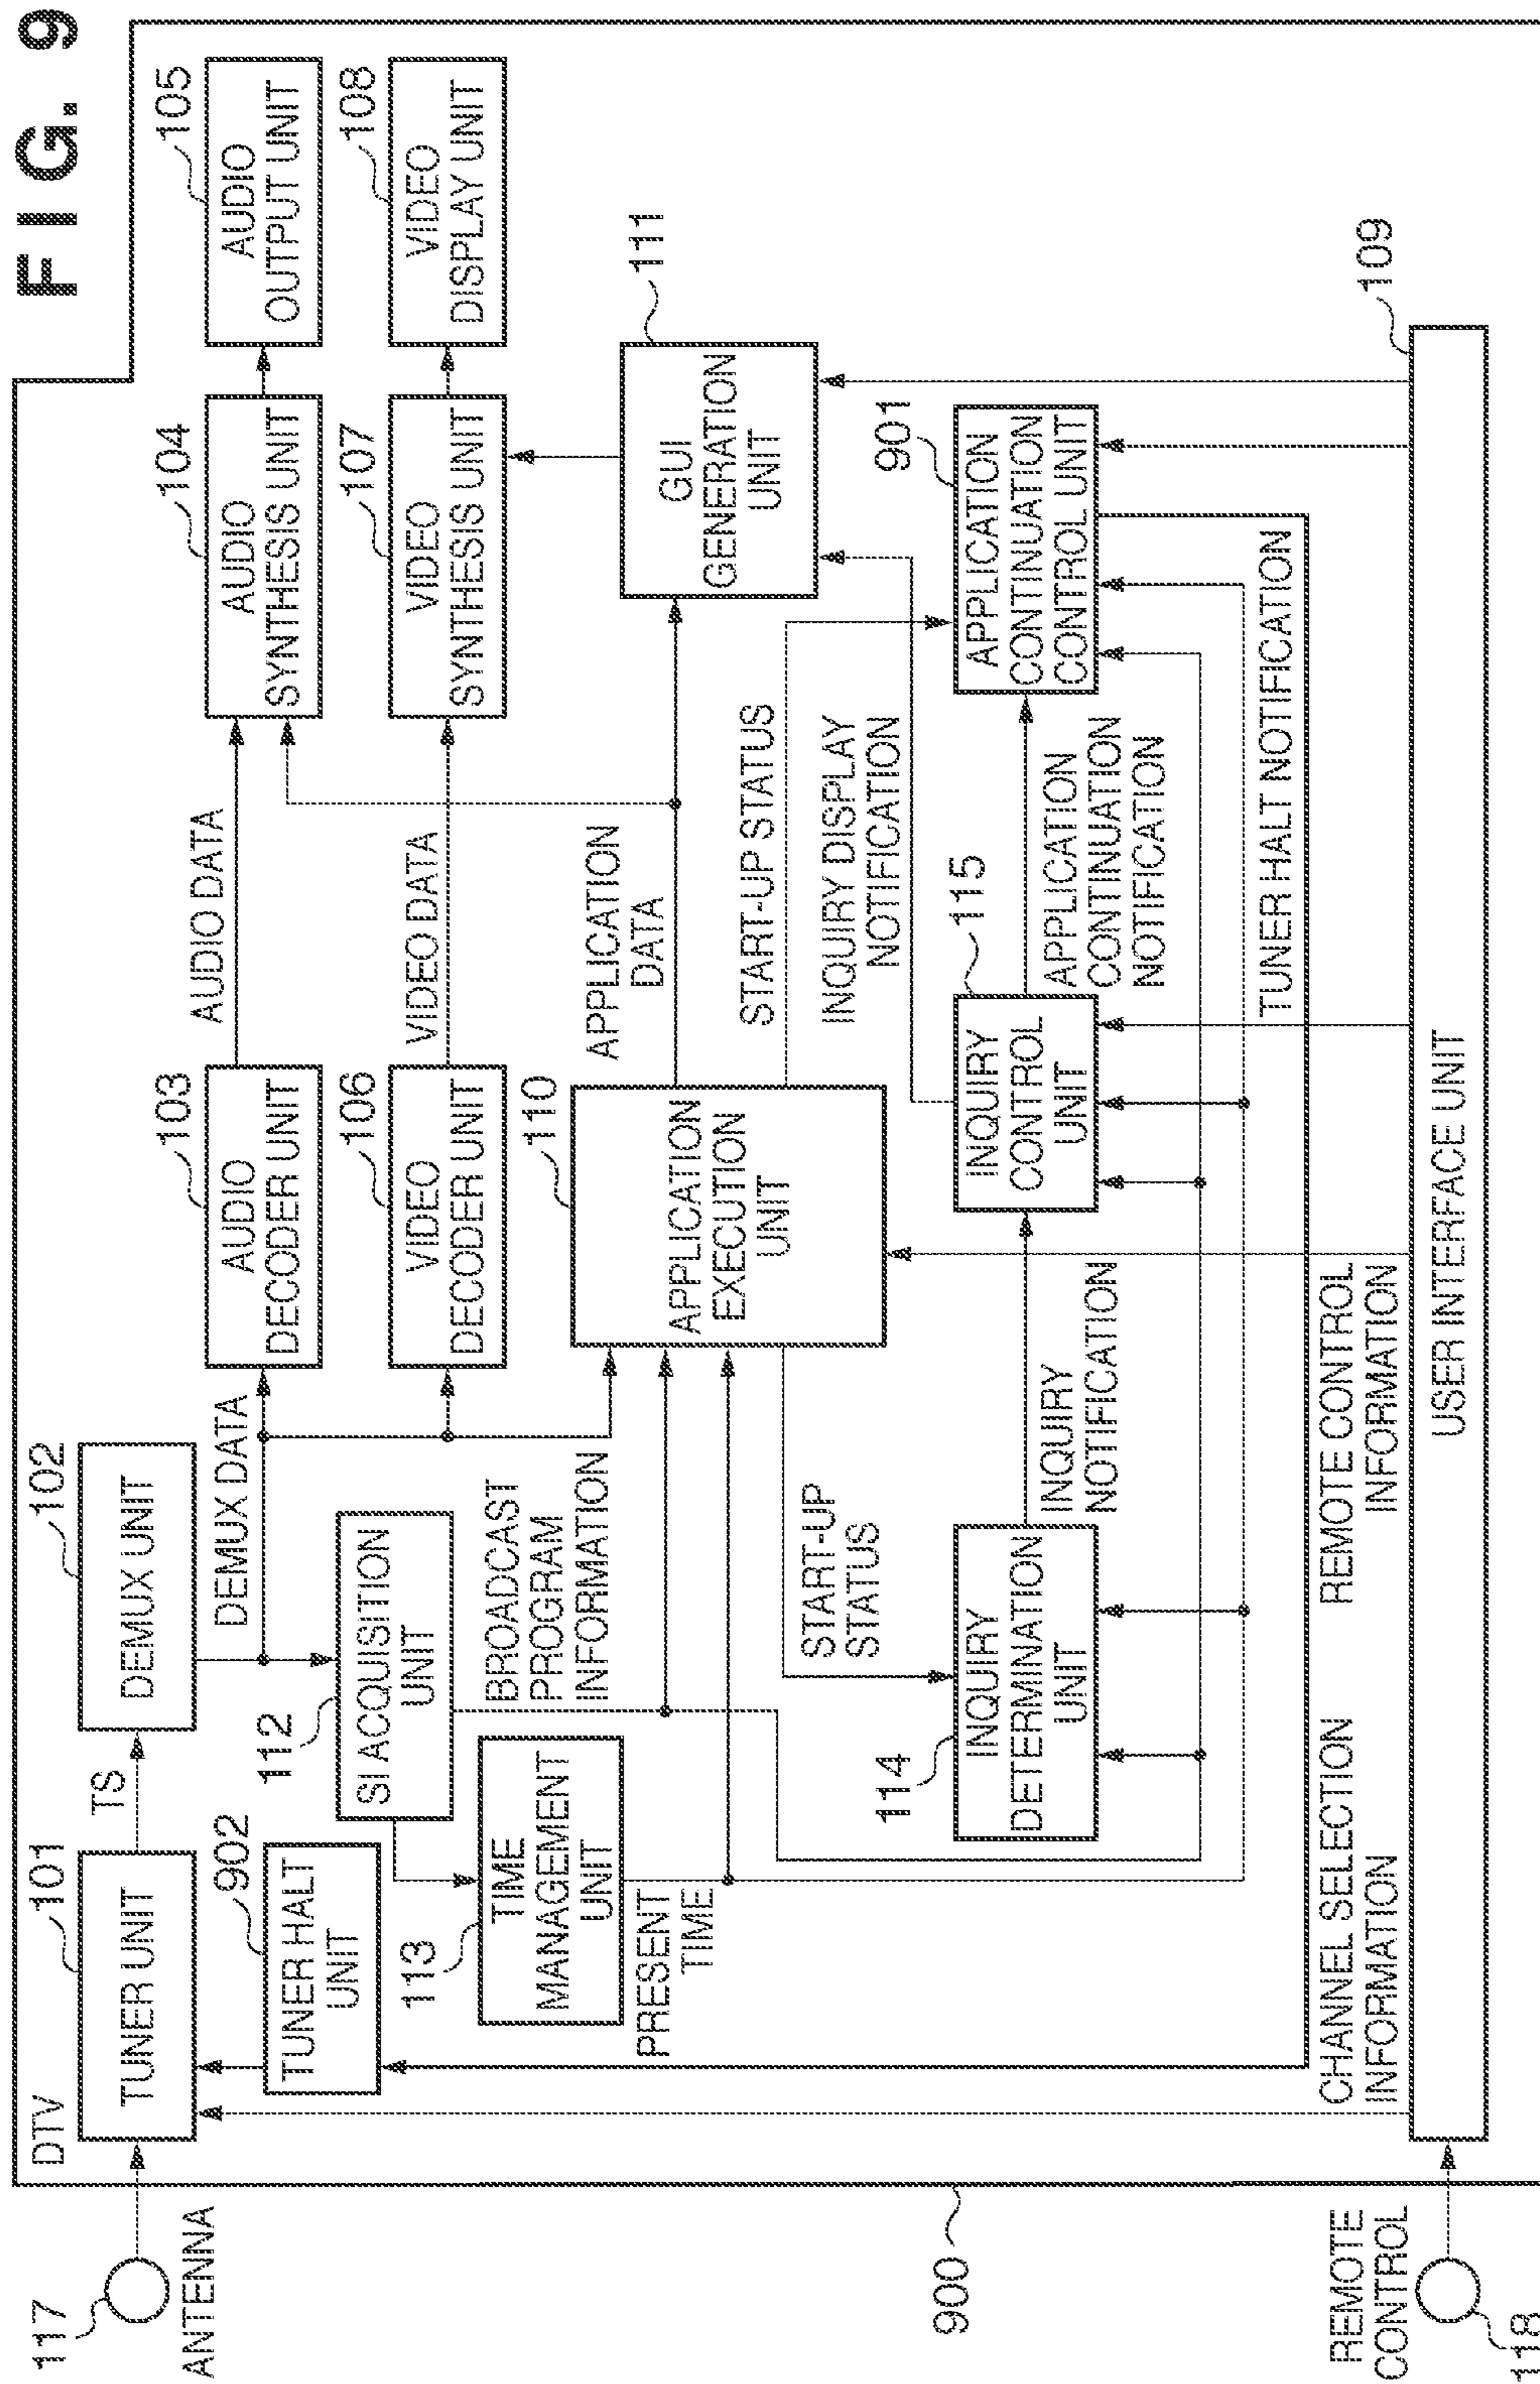 FIG. 9
117
ANTENNA
DTV
101
TUNER UNIT
TS
102
DEMUX UNIT
902
TUNER HALT
UNIT
DEMUX DATA
103
AUDIO
DECODER UNIT
AUDIO DATA
104
AUDIO
SYNTHESIS UNIT
105
AUDIO
OUTPUT UNIT
112
SI ACQUISITION
UNIT
106
VIDEO
DECODER UNIT
VIDEO DATA
107
VIDEO
SYNTHESIS UNIT
108
VIDEO
DISPLAY UNIT
113
TIME
MANAGEMENT
UNIT
PRESENT
TIME
BROADCAST
PROGRAM
INFORMATION
110
APPLICATION
EXECUTION
UNIT
APPLICATION
DATA
111
GUI
GENERATION
UNIT
START-UP
STATUS
START-UP STATUS
INQUIRY DISPLAY
NOTIFICATION
114
INQUIRY
DETERMINATION
UNIT
INQUIRY
NOTIFICATION
115
INQUIRY
CONTROL
UNIT
APPLICATION
CONTINUATION
NOTIFICATION
901
APPLICATION
CONTINUATION
CONTROL UNIT
TUNER HALT NOTIFICATION
900
CHANNEL SELECTION
INFORMATION
REMOTE CONTROL
INFORMATION
109
USER INTERFACE UNIT
REMOTE
CONTROL
118